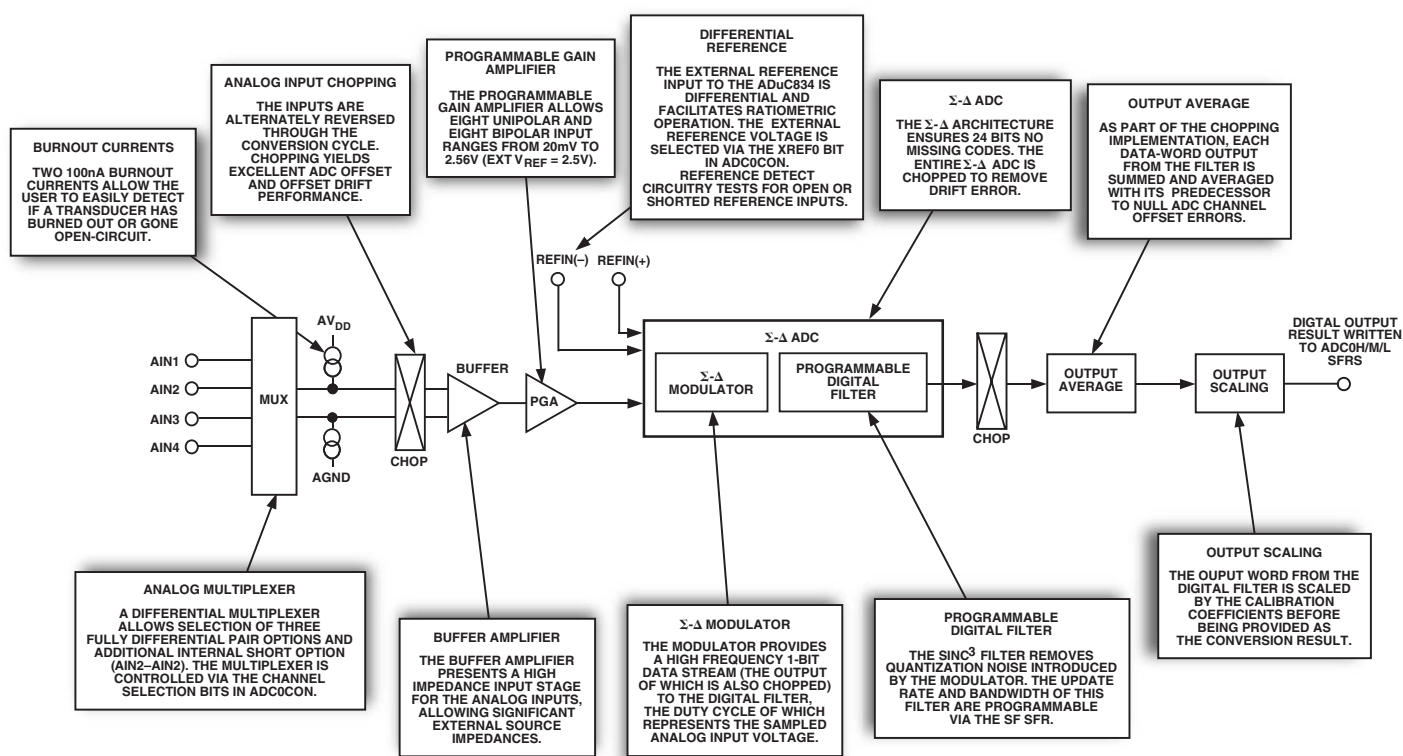 DIFFERENTIAL
REFERENCE
THE EXTERNAL REFERENCE
INPUT TO THE ADuC834 IS
DIFFERENTIAL AND
FACILITATES RATIOMETRIC
OPERATION. THE EXTERNAL
REFERENCE VOLTAGE IS
SELECTED VIA THE XREF0 BIT
IN ADC0CON.
REFERENCE DETECT
CIRCUITRY TESTS FOR OPEN OR
SHORTED REFERENCE INPUTS.
PROGRAMMABLE GAIN
AMPLIFIER
THE PROGRAMMABLE
GAIN AMPLIFIER ALLOWS
EIGHT UNIPOLAR AND
EIGHT BIPOLAR INPUT
RANGES FROM 20mV TO
2.56V (EXT VREF = 2.5V).
ANALOG INPUT CHOPPING
THE INPUTS ARE
ALTERNATELY REVERSED
THROUGH THE
CONVERSION CYCLE.
CHOPPING YIELDS
EXCELLENT ADC OFFSET
AND OFFSET DRIFT
PERFORMANCE.
Σ-Δ ADC
THE Σ-Δ ARCHITECTURE
ENSURES 24 BITS NO
MISSING CODES. THE
ENTIRE Σ-Δ ADC IS
CHOPPED TO REMOVE
DRIFT ERROR.
OUTPUT AVERAGE
AS PART OF THE CHOPPING
IMPLEMENTATION, EACH
DATA-WORD OUTPUT
FROM THE FILTER IS
SUMMED AND AVERAGED
WITH ITS PREDECESSOR
TO NULL ADC CHANNEL
OFFSET ERRORS.
BURNOUT CURRENTS
TWO 100nA BURNOUT
CURRENTS ALLOW THE
USER TO EASILY DETECT
IF A TRANSDUCER HAS
BURNED OUT OR GONE
OPEN-CIRCUIT.
REFIN(–) REFIN(+)
AVDD
AIN1
AIN2
AIN3
AIN4
MUX
AGND
CHOP
BUFFER
PGA
Σ-Δ ADC
Σ-Δ
MODULATOR
PROGRAMMABLE
DIGITAL
FILTER
CHOP
OUTPUT
AVERAGE
OUTPUT
SCALING
DIGTAL OUTPUT
RESULT WRITTEN
TO ADC0H/M/L
SFRS
ANALOG MULTIPLEXER
A DIFFERENTIAL MULTIPLEXER
ALLOWS SELECTION OF THREE
FULLY DIFFERENTIAL PAIR OPTIONS AND
ADDITIONAL INTERNAL SHORT OPTION
(AIN2–AIN2). THE MULTIPLEXER IS
CONTROLLED VIA THE CHANNEL
SELECTION BITS IN ADC0CON.
BUFFER AMPLIFIER
THE BUFFER AMPLIFIER
PRESENTS A HIGH
IMPEDANCE INPUT STAGE
FOR THE ANALOG INPUTS,
ALLOWING SIGNIFICANT
EXTERNAL SOURCE
IMPEDANCES.
Σ-Δ MODULATOR
THE MODULATOR PROVIDES
A HIGH FREQUENCY 1-BIT
DATA STREAM (THE OUTPUT
OF WHICH IS ALSO CHOPPED)
TO THE DIGITAL FILTER,
THE DUTY CYCLE OF WHICH
REPRESENTS THE SAMPLED
ANALOG INPUT VOLTAGE.
PROGRAMMABLE
DIGITAL FILTER
THE SINC³ FILTER REMOVES
QUANTIZATION NOISE INTRODUCED
BY THE MODULATOR. THE UPDATE
RATE AND BANDWIDTH OF THIS
FILTER ARE PROGRAMMABLE
VIA THE SF SFR.
OUTPUT SCALING
THE OUPUT WORD FROM THE
DIGITAL FILTER IS SCALED
BY THE CALIBRATION
COEFFICIENTS BEFORE
BEING PROVIDED AS
THE CONVERSION RESULT.